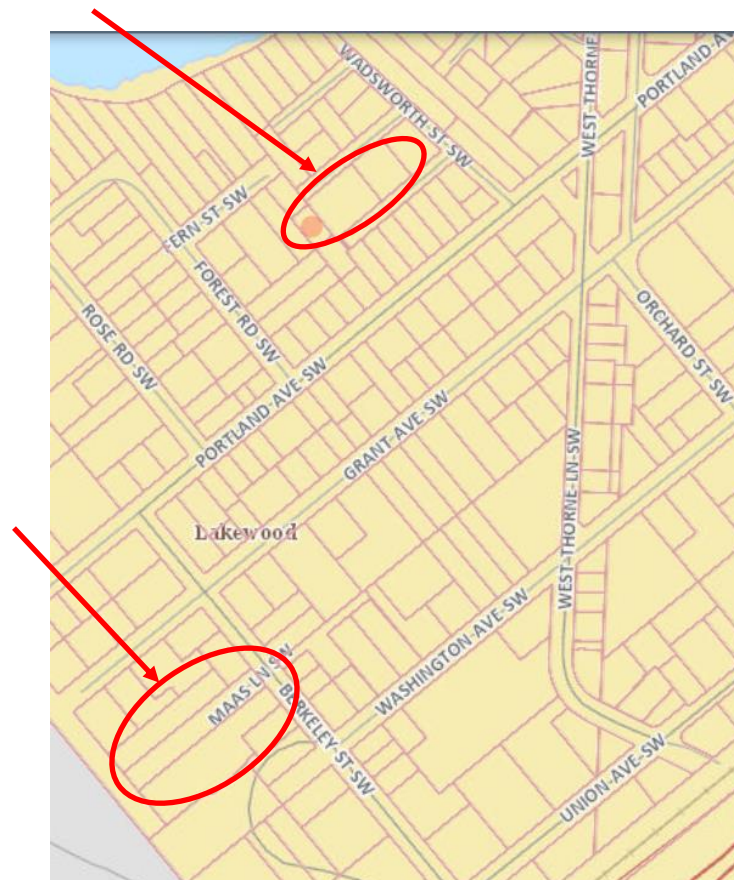 WADSWORTH-ST-SW
WEST-THORNE
PORTLAND-A
FERN-ST-SW
FOREST-RD-SW
ROSE-RD-SW
ORCHARD-ST-SW
PORTLAND-AVE-SW
GRANT-AVE-SW
Lakewood
WEST-THORNE-LN-SW
WASHINGTON-AVE-SW
MAAS-LN SW
BERKELEY-ST-SW
UNION-AVE-SW